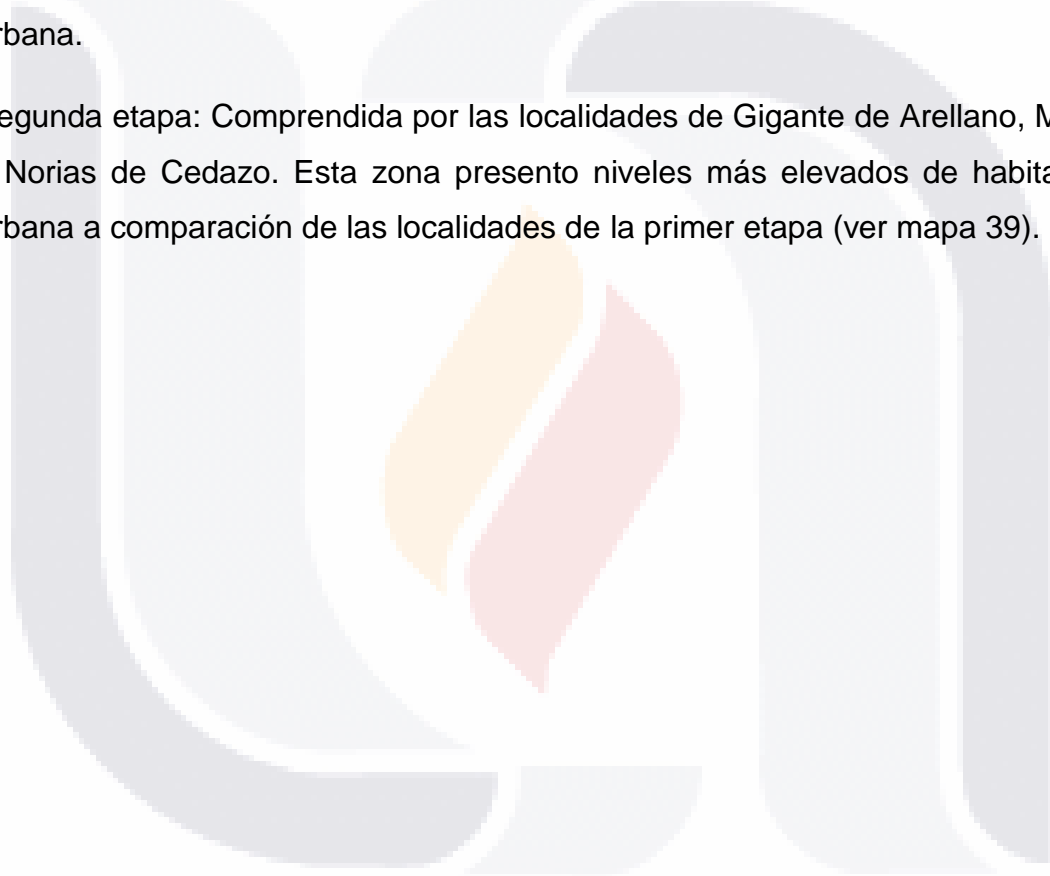 rbana.
egunda etapa: Comprendida por las localidades de Gigante de Arellano, M
Norias de Cedazo. Esta zona presento niveles más elevados de habita
rbana a comparación de las localidades de la primer etapa (ver mapa 39).